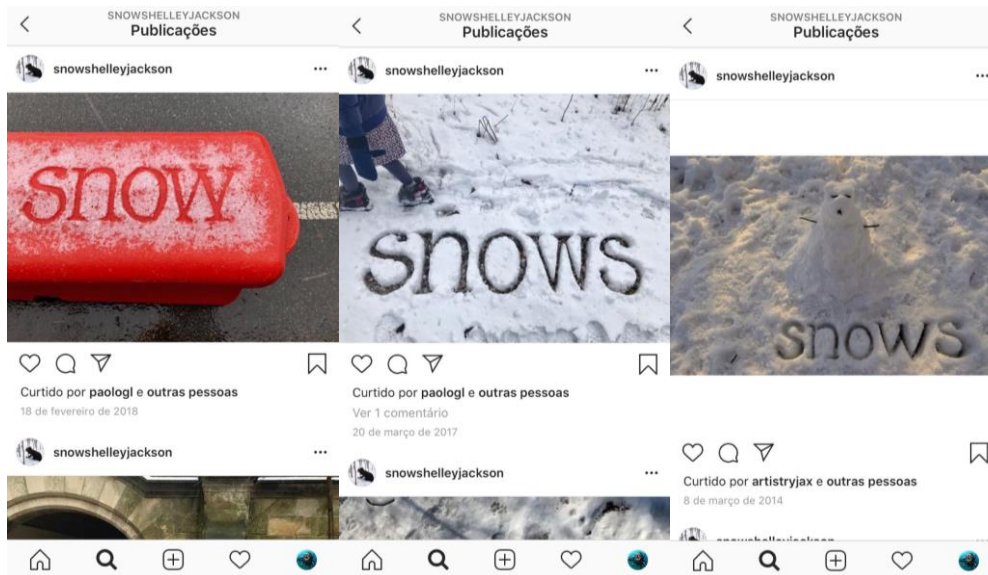 SNOWSHELLEYJACKSON
Publicações
snowshelleyjackson
snow
Curtido por paologl e outras pessoas
18 de fevereiro de 2018
snowshelleyjackson
SNOWSHELLEYJACKSON
Publicações
snowshelleyjackson
snows
Curtido por paologl e outras pessoas
Ver 1 comentário
20 de março de 2017
snowshelleyjackson
SNOWSHELLEYJACKSON
Publicações
snowshelleyjackson
snows
Curtido por artistryjax e outras pessoas
8 de março de 2014